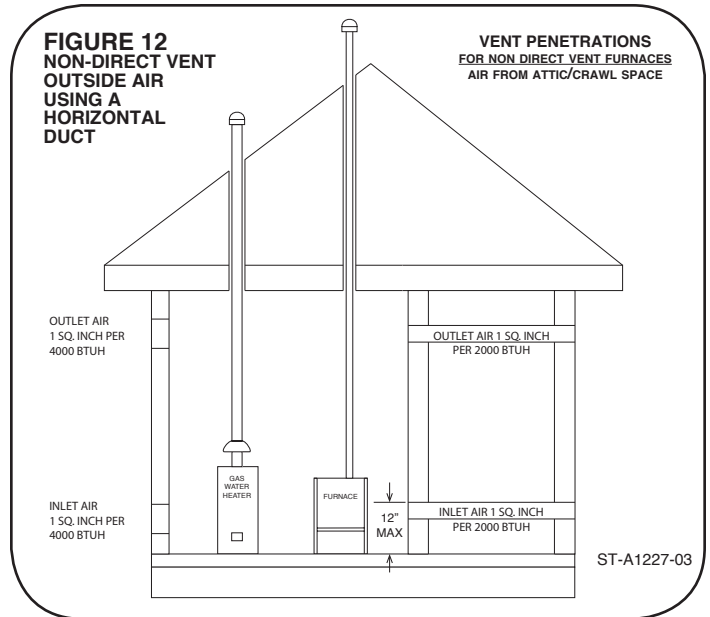 FIGURE 12
NON-DIRECT VENT
OUTSIDE AIR
USING A
HORIZONTAL
DUCT
VENT PENETRATIONS
FOR NON DIRECT VENT FURNACES
AIR FROM ATTIC/CRAWL SPACE
OUTLET AIR
1 SQ. INCH PER
4000 BTUH
OUTLET AIR 1 SQ. INCH
PER 2000 BTUH
GAS
WATER
HEATER
FURNACE
INLET AIR
1 SQ. INCH PER
4000 BTUH
12”
MAX
INLET AIR 1 SQ. INCH
PER 2000 BTUH
ST-A1227-03